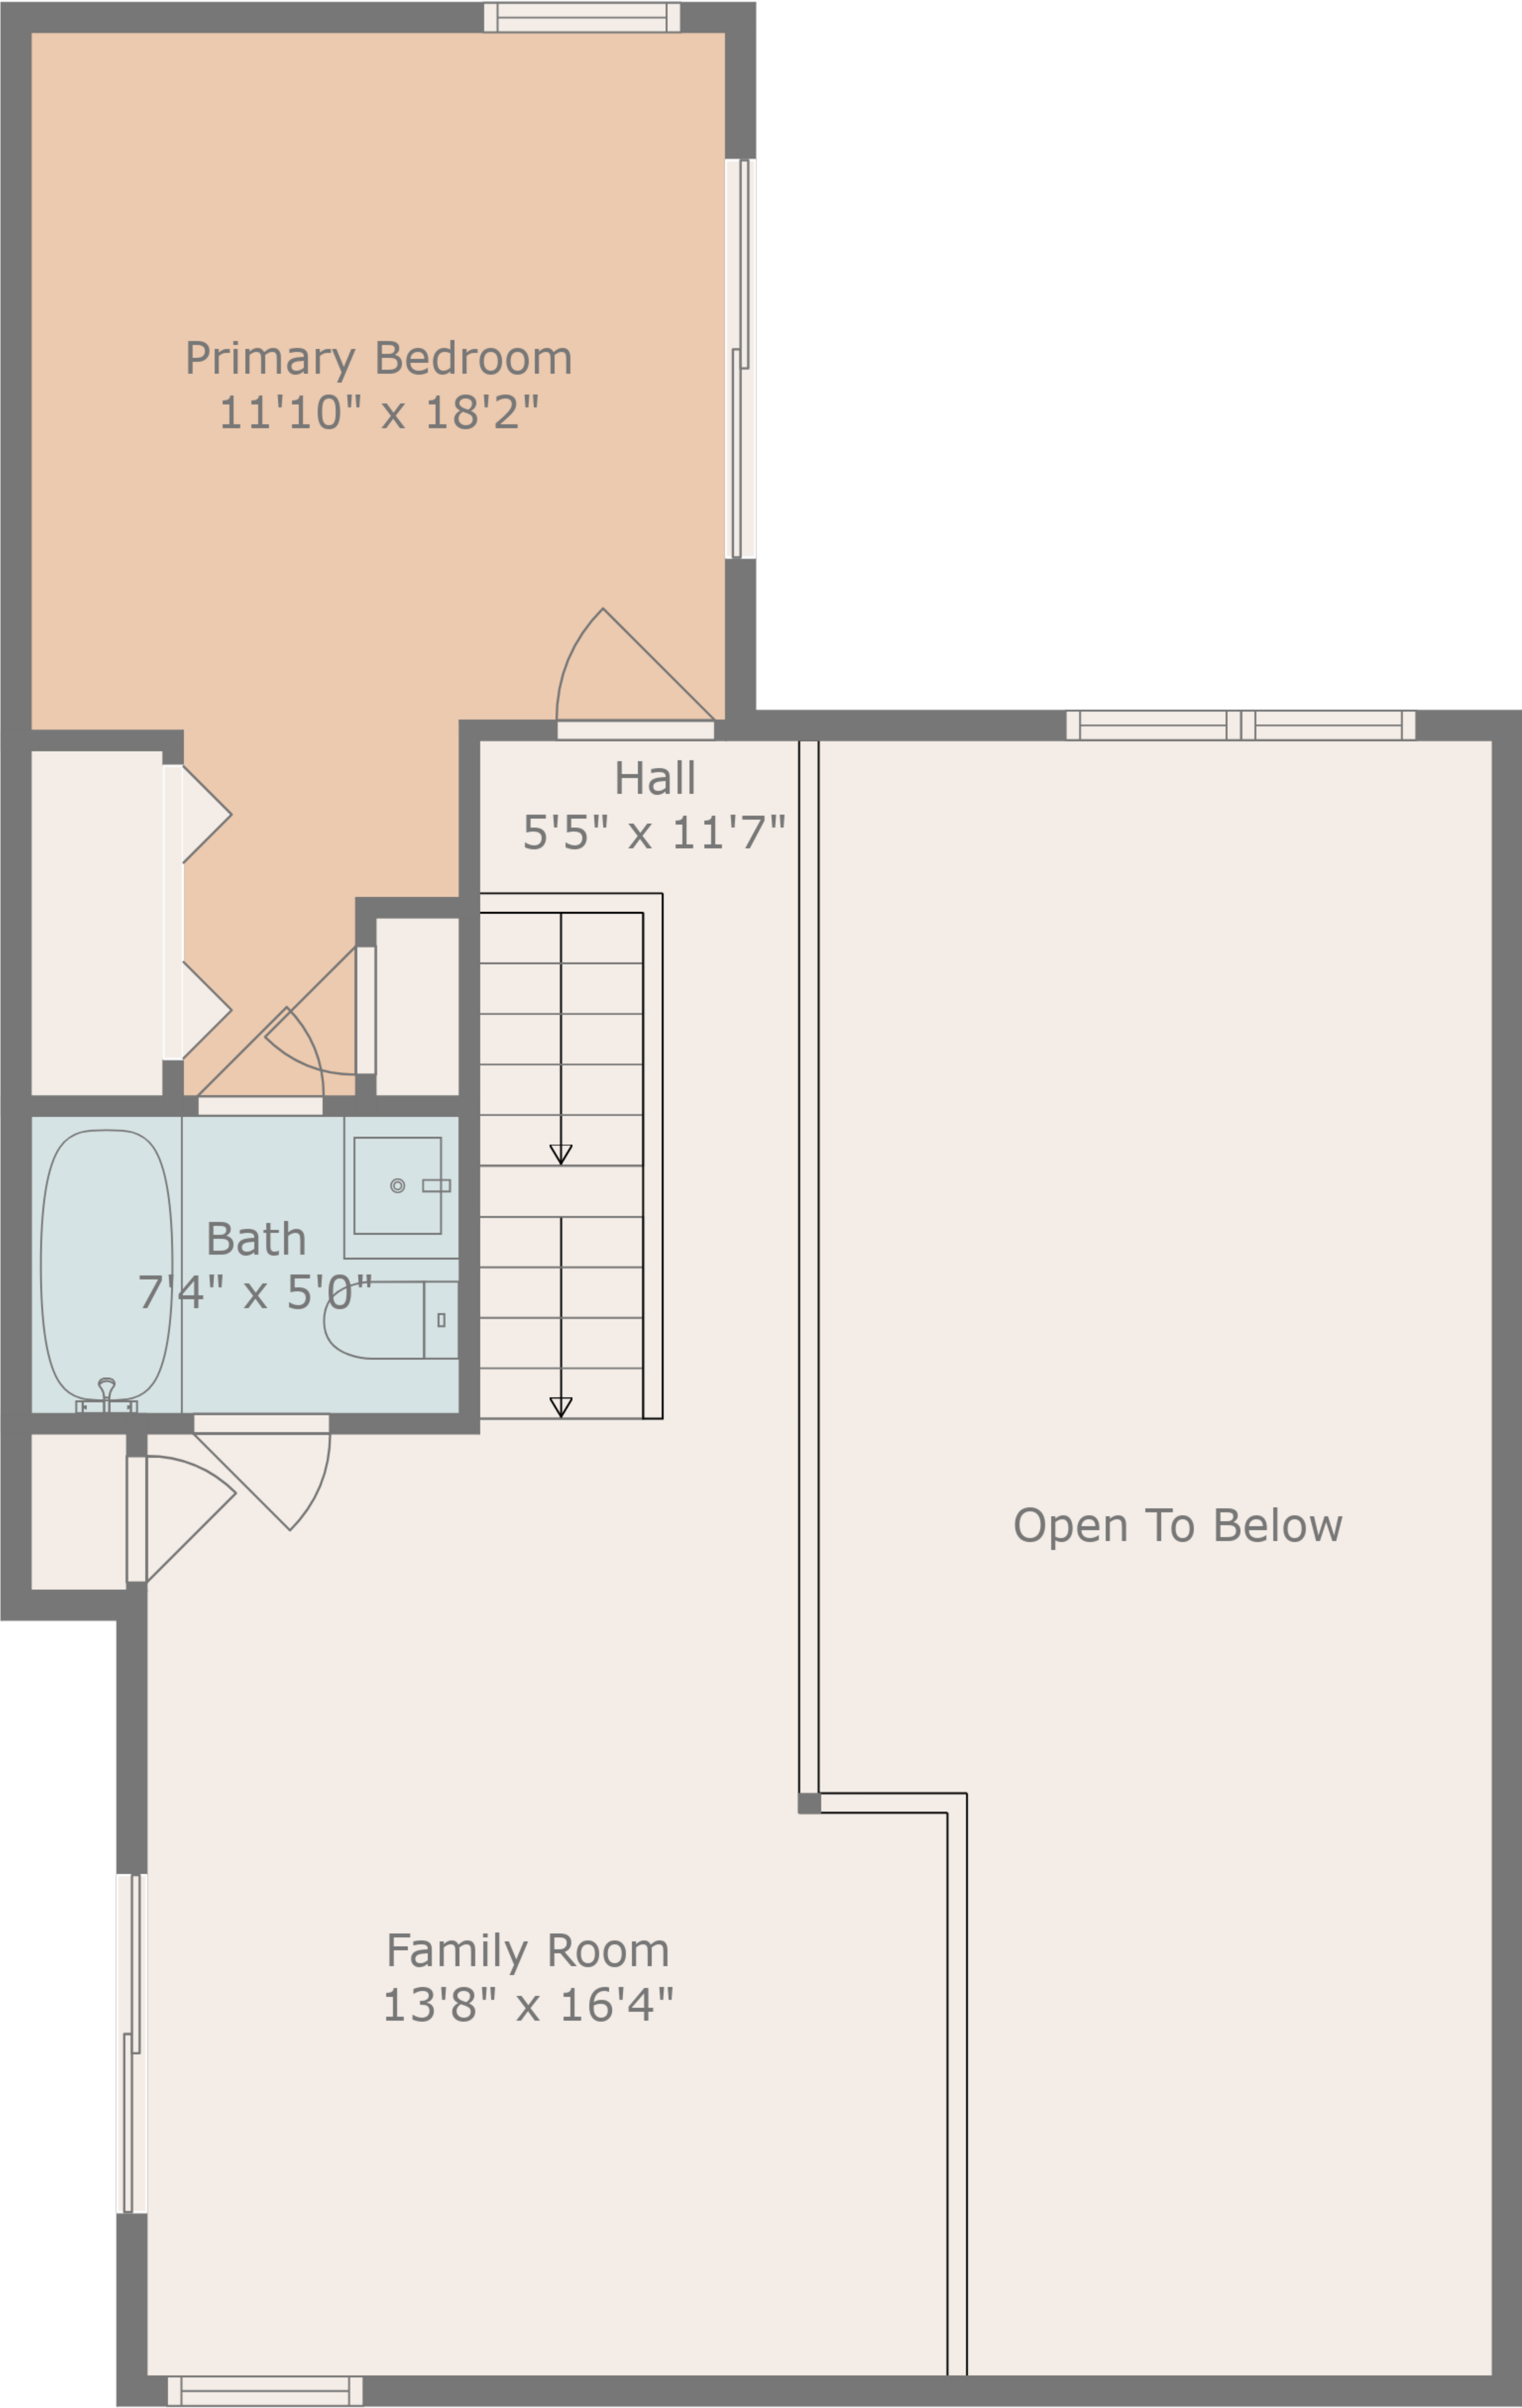 Primary Bedroom
11'10" x 18'2"
Hall
5'5" x 11'7"
Bath
7'4" x 5'0"
Open To Below
Family Room
13'8" x 16'4"